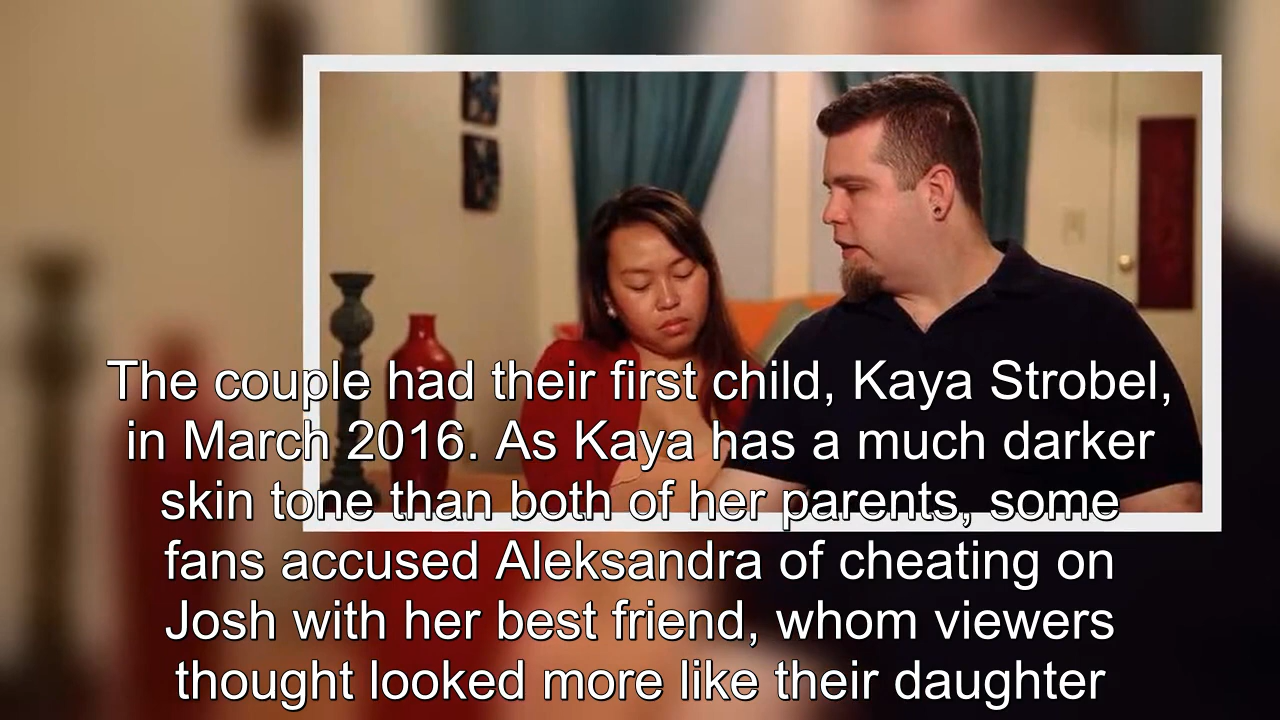 The couple had their first child, Kaya Strobel,
in March 2016. As Kaya has a much darker
skin tone than both of her parents, some
fans accused Aleksandra of cheating on
Josh with her best friend, whom viewers
thought looked more like their daughter